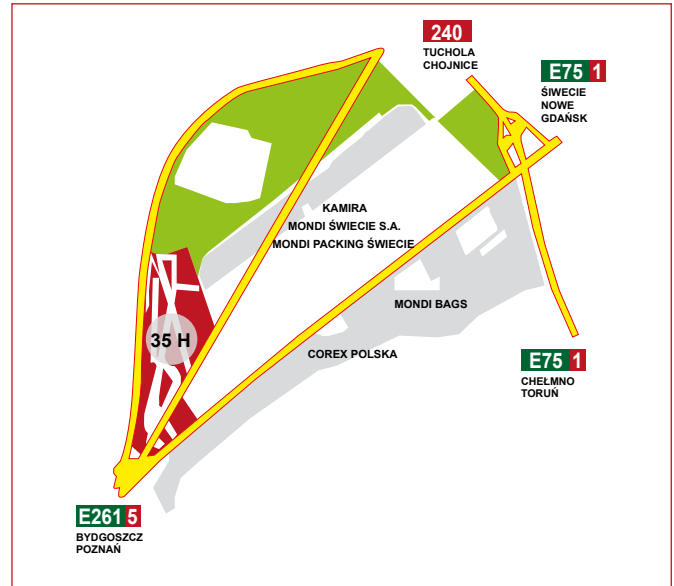 240
TUCHOLA
CHOJNICE
E75 1
ŚIWECIE
NOWE
GDAŃSK
KAMIRA
MONDI ŚWIECIE S.A.
MONDI PACKING ŚWIECIE
MONDI BAGS
35 H
COREX POLSKA
E75 1
CHEŁMNO
TORUŃ
E261 5
BYDGOSZCZ
POZNAŃ